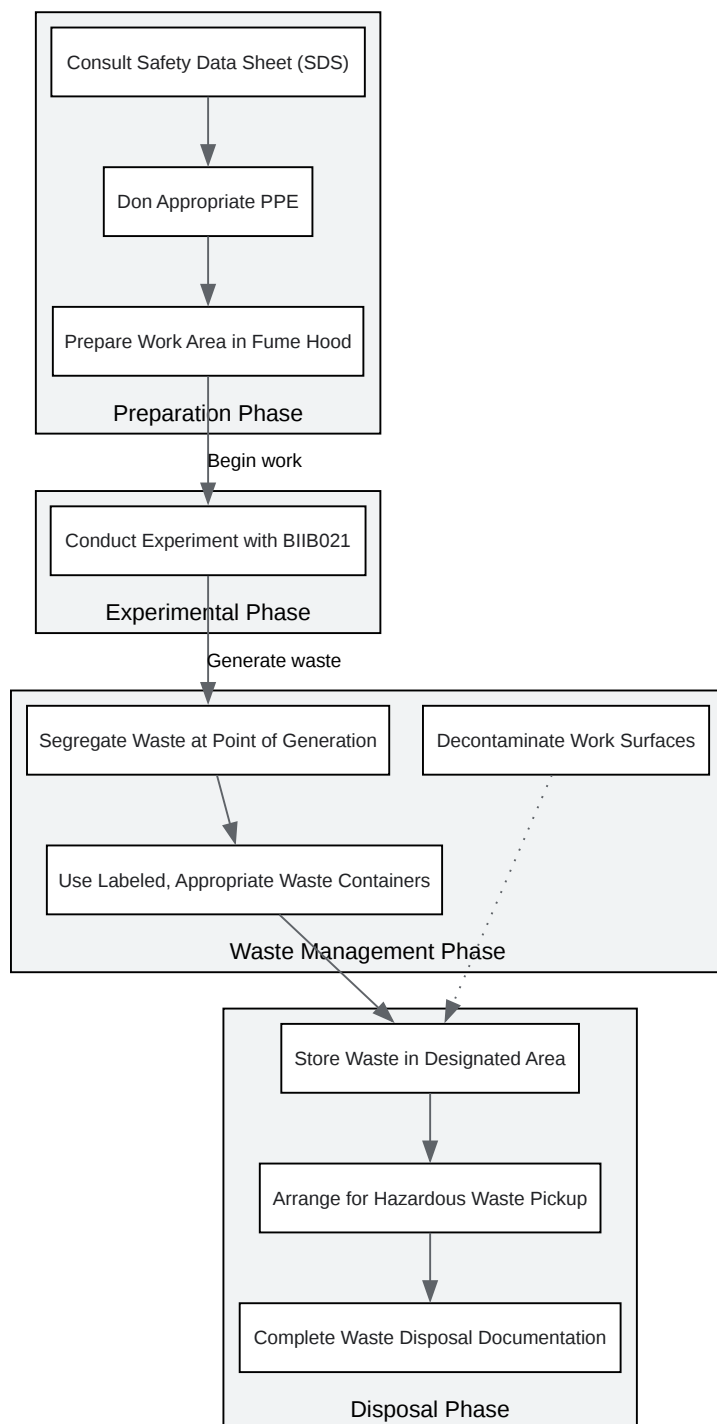 Consult Safety Data Sheet (SDS)
Don Appropriate PPE
Prepare Work Area in Fume Hood
Preparation Phase
Begin work
Conduct Experiment with BIIB021
Experimental Phase
Generate waste
Segregate Waste at Point of Generation
Decontaminate Work Surfaces
Use Labeled, Appropriate Waste Containers
Waste Management Phase
Store Waste in Designated Area
Arrange for Hazardous Waste Pickup
Complete Waste Disposal Documentation
Disposal Phase